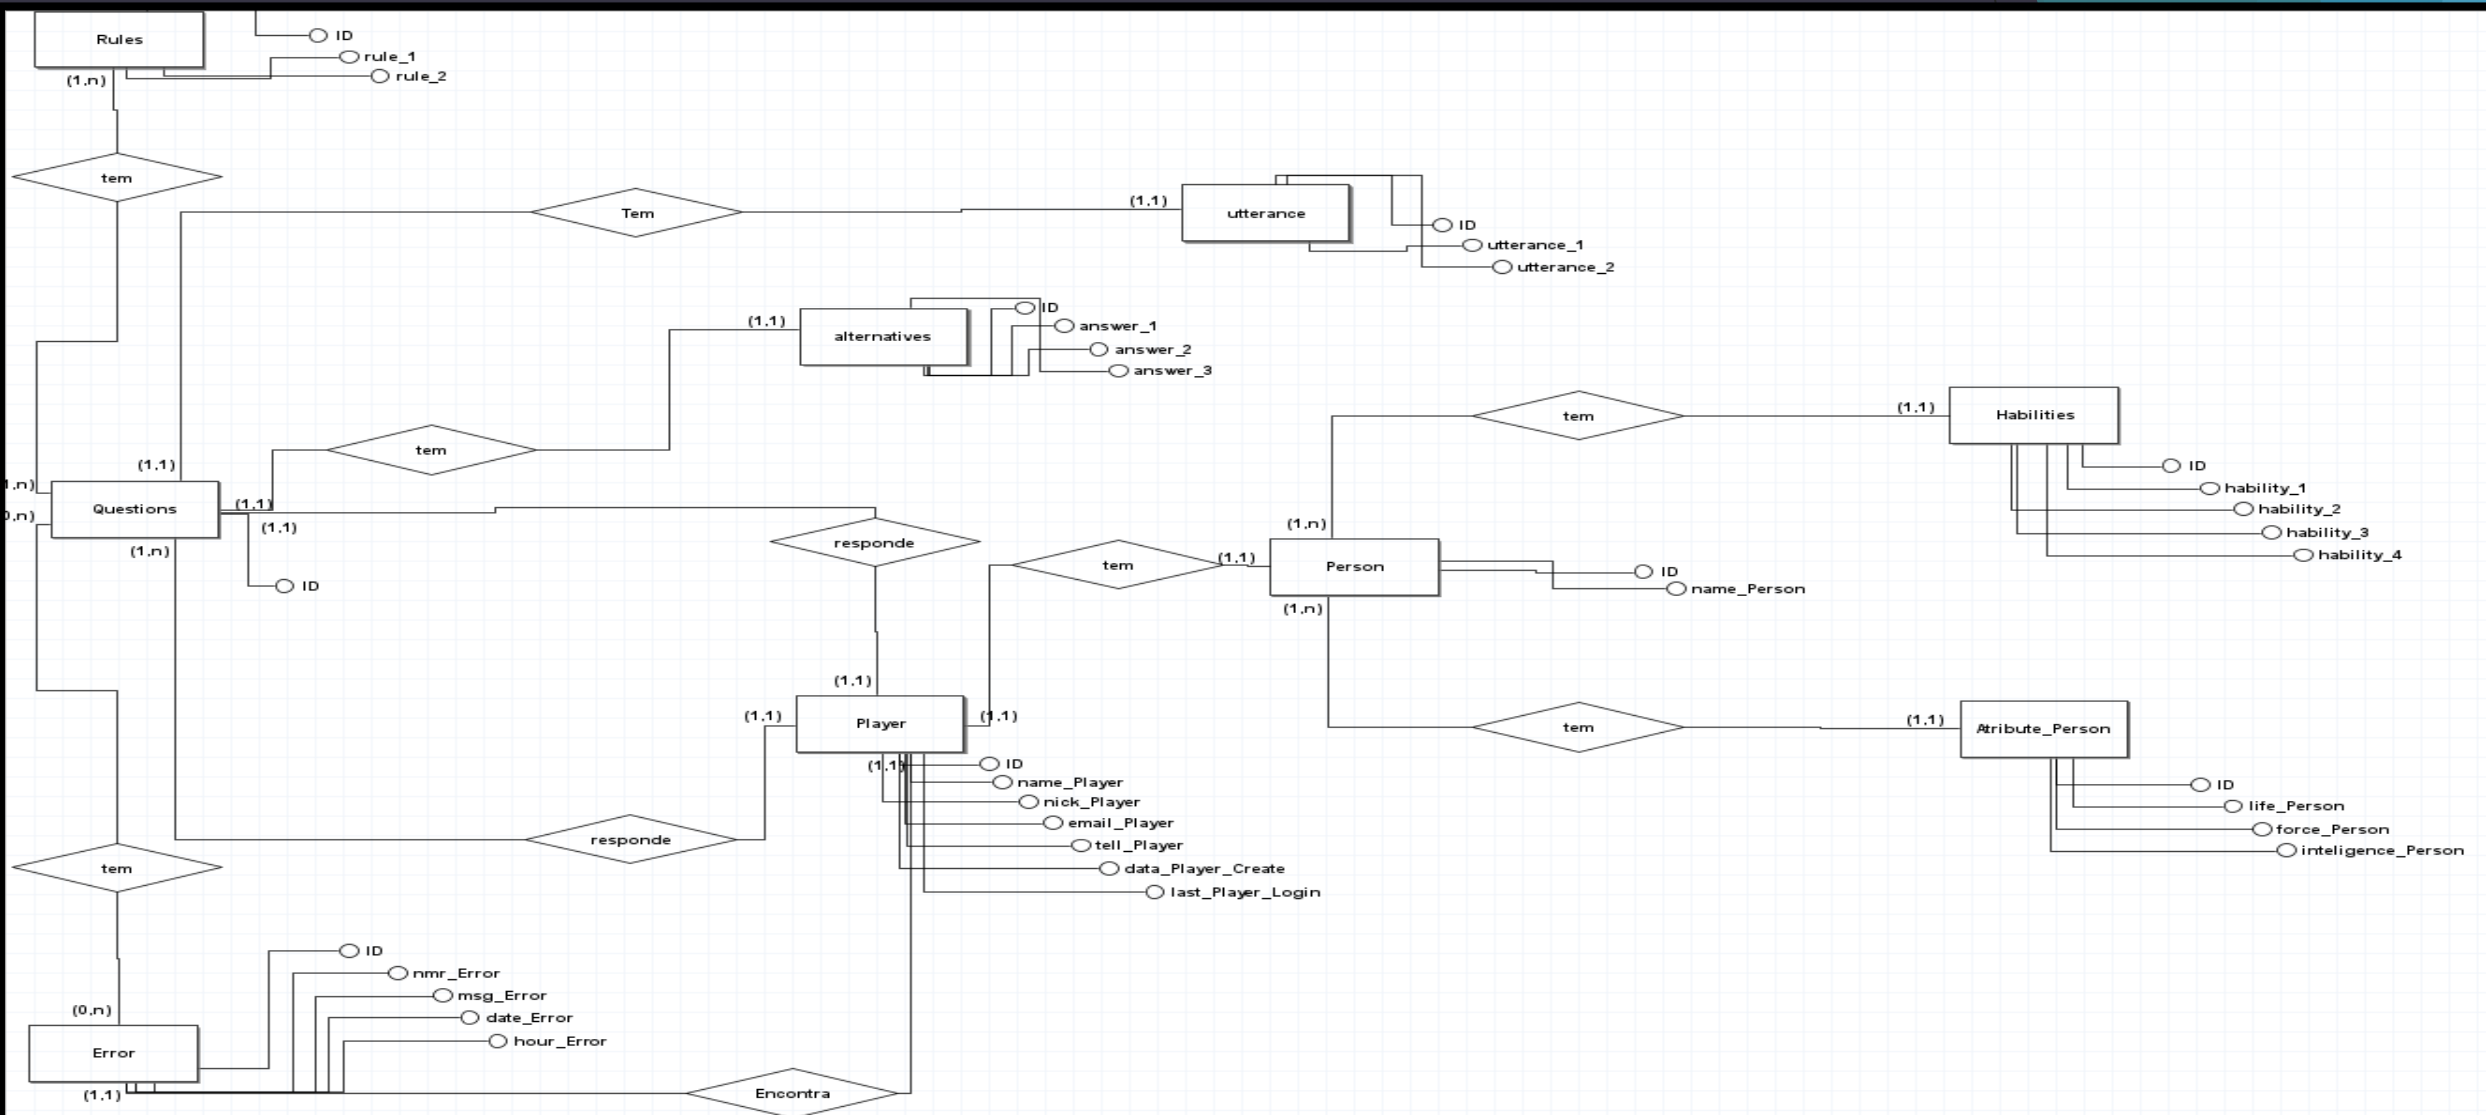 Rules
ID
rule_1
rule_2
(1,n)
tem
Tem
(1,1)
utterance
ID
utterance_1
utterance_2
(1,1)
alternatives
ID
answer_1
answer_2
answer_3
tem
(1,1)
Habilities
ID
hability_1
hability_2
hability_3
hability_4
tem
(1,1)
,n)
Questions
(1,1)
(1,1)
,n)
(1,n)
ID
responde
tem
(1,1)
(1,n)
Person
ID
name_Person
(1,n)
(1,1)
(1,1)
Player
(1,1)
(1,1)
ID
name_Player
nick_Player
email_Player
tell_Player
data_Player_Create
last_Player_Login
tem
(1,1)
Atribute_Person
ID
life_Person
force_Person
inteligence_Person
responde
tem
ID
nmr_Error
msg_Error
date_Error
hour_Error
(0,n)
Error
(1,1)
Encontra